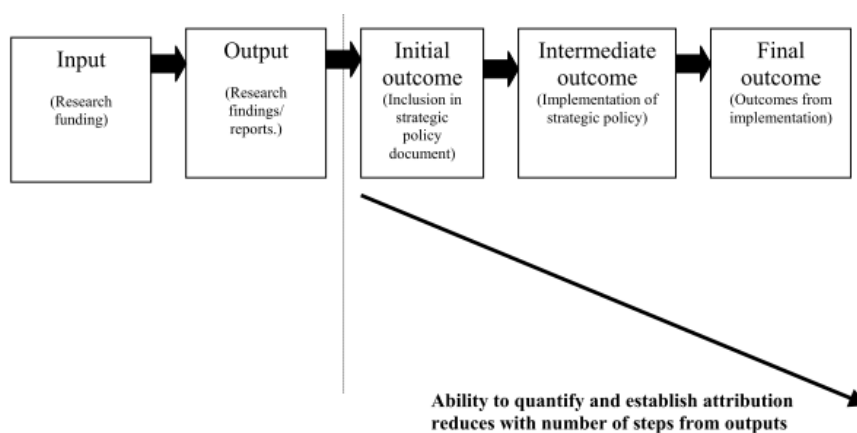 Input
(Research
funding)
Output
(Research
findings/
reports.)
Initial
outcome
(Inclusion in
strategic
policy
document)
Intermediate
outcome
(Implementation of
strategic policy)
Final
outcome
(Outcomes from
implementation)
Ability to quantify and establish attribution
reduces with number of steps from outputs